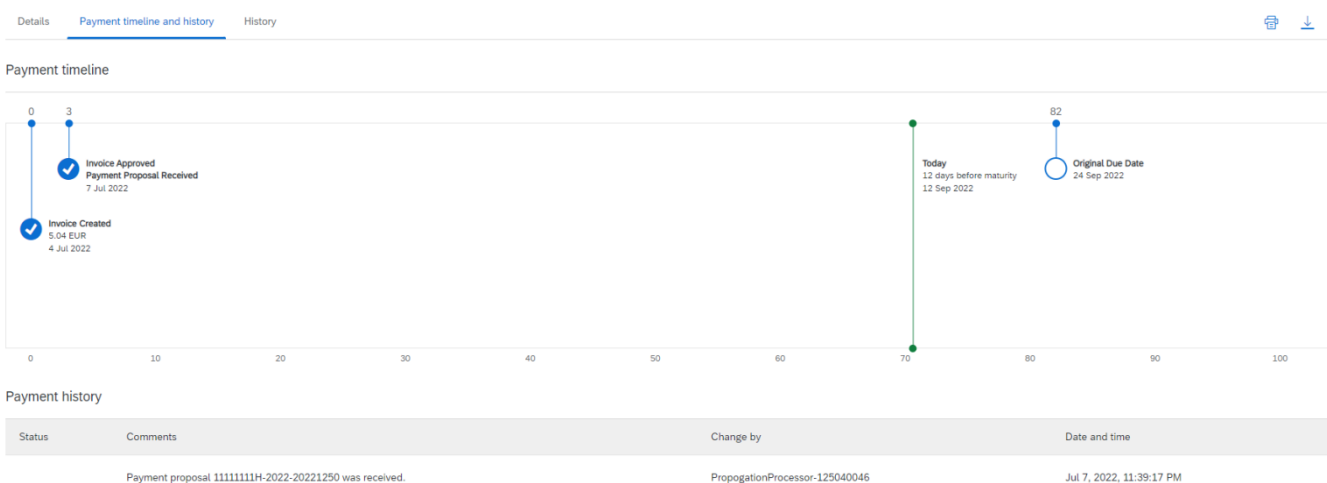 Details Payment timeline and history History
Payment timeline
0 3 82
Invoice Approved
Payment Proposal Received
7 Jul 2022
Today
12 days before maturity
12 Sep 2022
Original Due Date
24 Sep 2022
Invoice Created
5.04 EUR
4 Jul 2022
0 10 20 30 40 50 60 70 80 90 100
Payment history
Status Comments Change by Date and time
Payment proposal 11111111H-2022-20221250 was received. PropogationProcessor-125040046 Jul 7, 2022, 11:39:17 PM